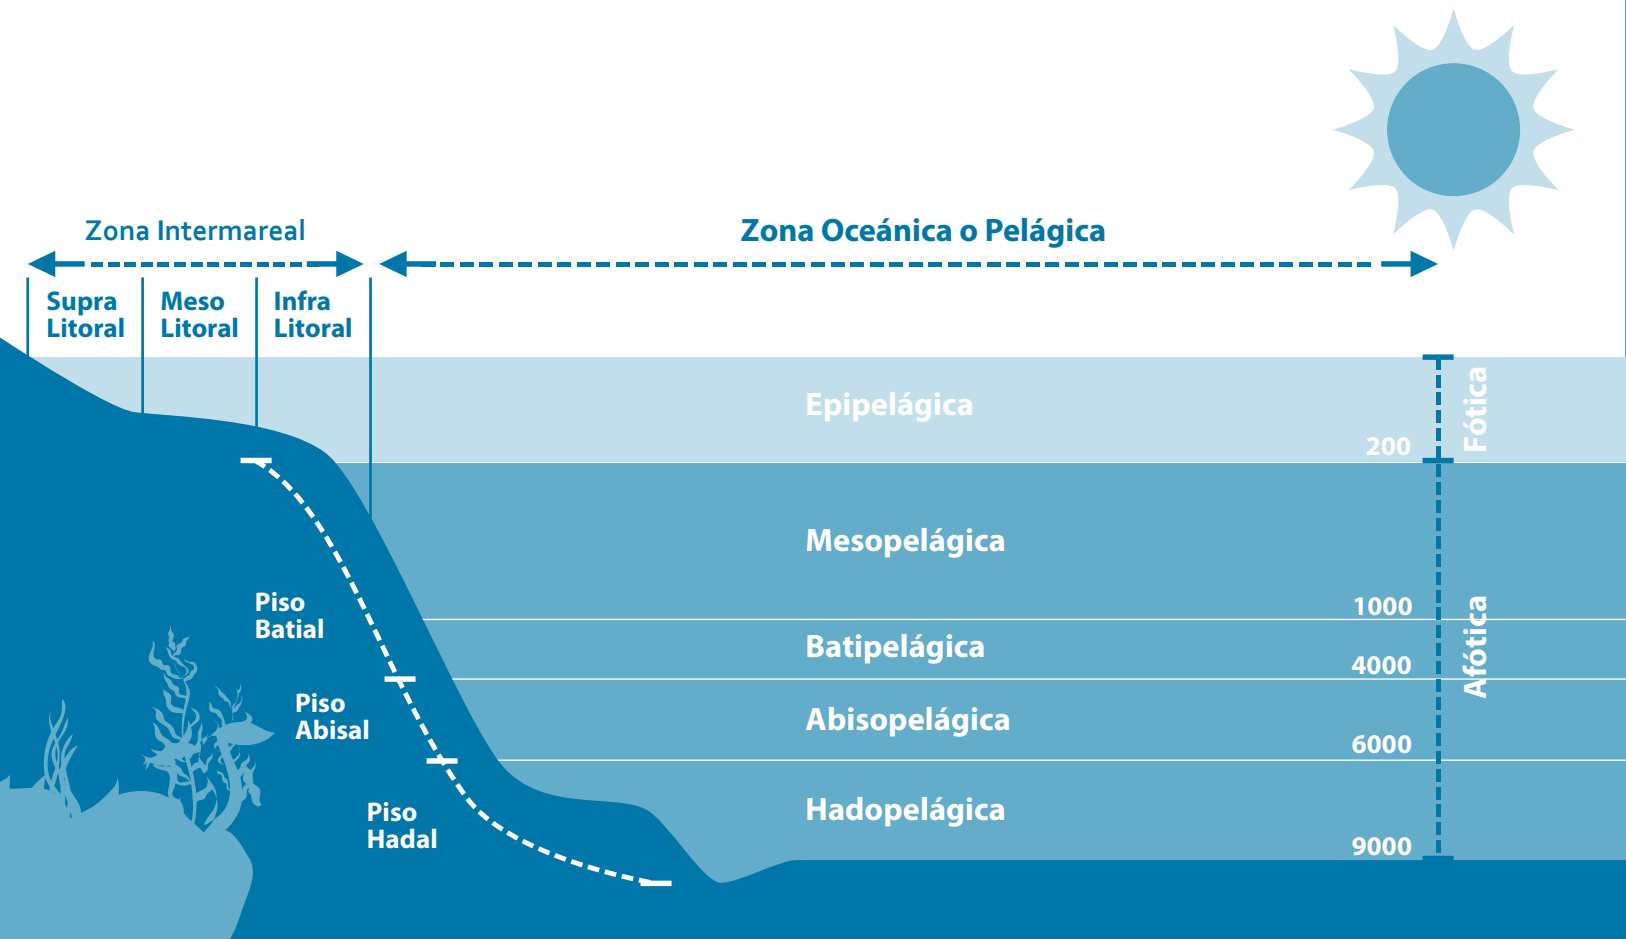 Zona Intermareal
Zona Oceánica o Pelágica
Supra
Litoral
Meso
Litoral
Infra
Litoral
Epipelágica
200
Fótica
Mesopelágica
1000
Batipelágica
4000
Afótica
Abisopelágica
6000
Hadopelágica
9000
Piso
Batial
Piso
Abisal
Piso
Hadal